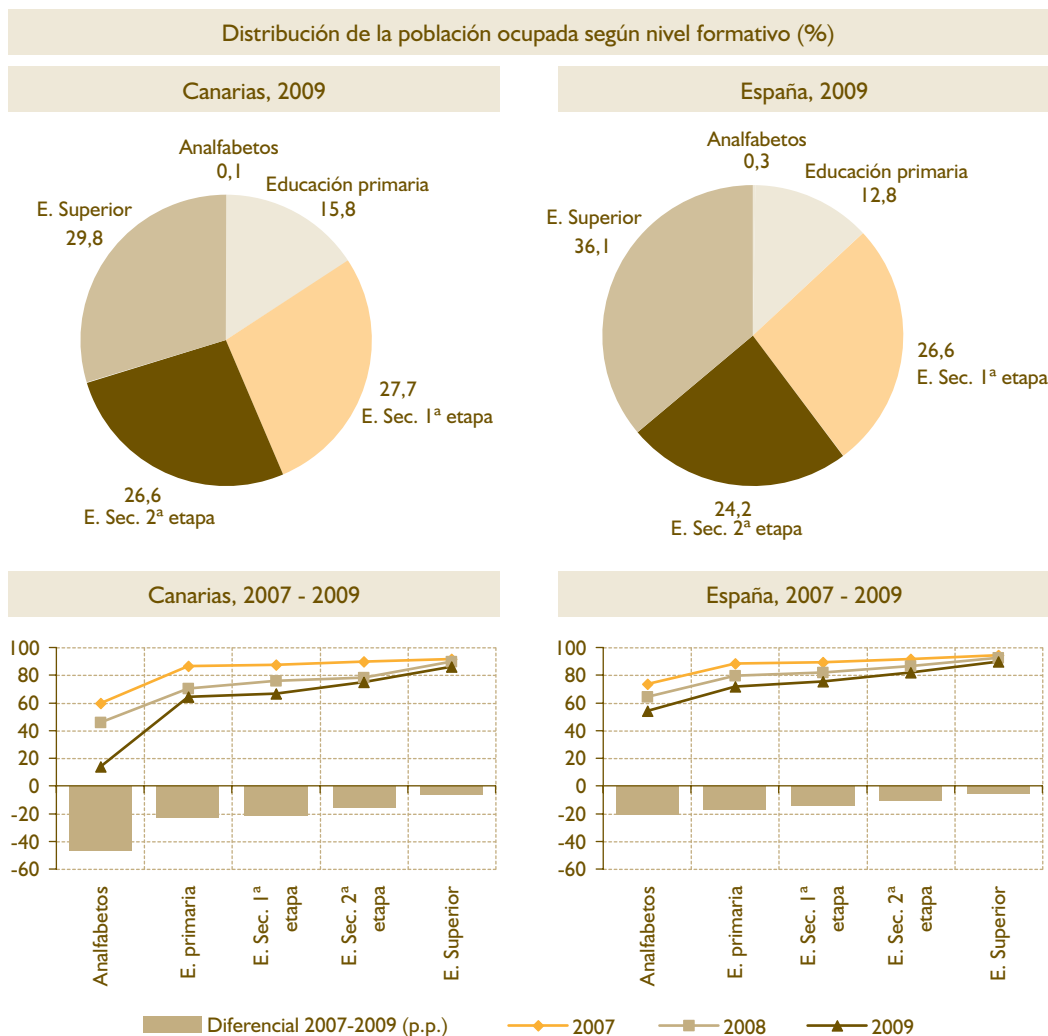 Distribución de la población ocupada según nivel formativo (%)
Canarias, 2009
Analfabetos
0,1
Educación primaria
15,8
E. Superior
29,8
27,7
E. Sec. 1ª etapa
26,6
E. Sec. 2ª etapa
España, 2009
Analfabetos
0,3
Educación primaria
12,8
E. Superior
36,1
26,6
E. Sec. 1ª etapa
24,2
E. Sec. 2ª etapa
Canarias, 2007 - 2009
100
80
60
40
20
0
-20
-40
-60
Analfabetos
E. primaria
E. Sec. 1ª
etapa
E. Sec. 2ª
etapa
E. Superior
España, 2007 - 2009
100
80
60
40
20
0
-20
-40
-60
Analfabetos
E. primaria
E. Sec. 1ª
etapa
E. Sec. 2ª
etapa
E. Superior
Diferencial 2007-2009 (p.p.)
2007
2008
2009